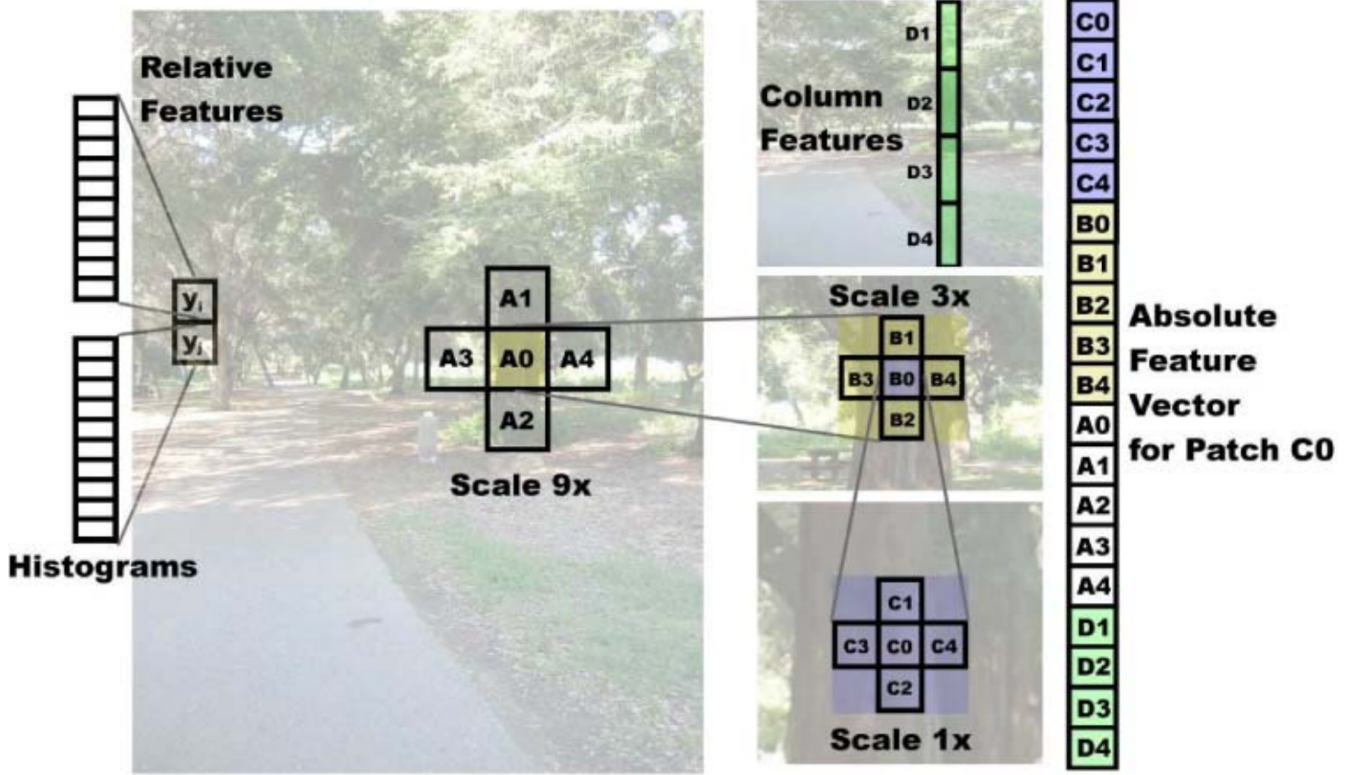 Relative
Features
yi
yj
Histograms
A1
A3 A0 A4
A2
Scale 9x
Column
Features
D1
D2
D3
D4
Scale 3x
B1
B3 B0 B4
B2
C1
C3 C0 C4
C2
Scale 1x
C0
C1
C2
C3
C4
B0
B1
B2
B3
B4
A0
A1
A2
A3
A4
D1
D2
D3
D4
Absolute
Feature
Vector
for Patch C0